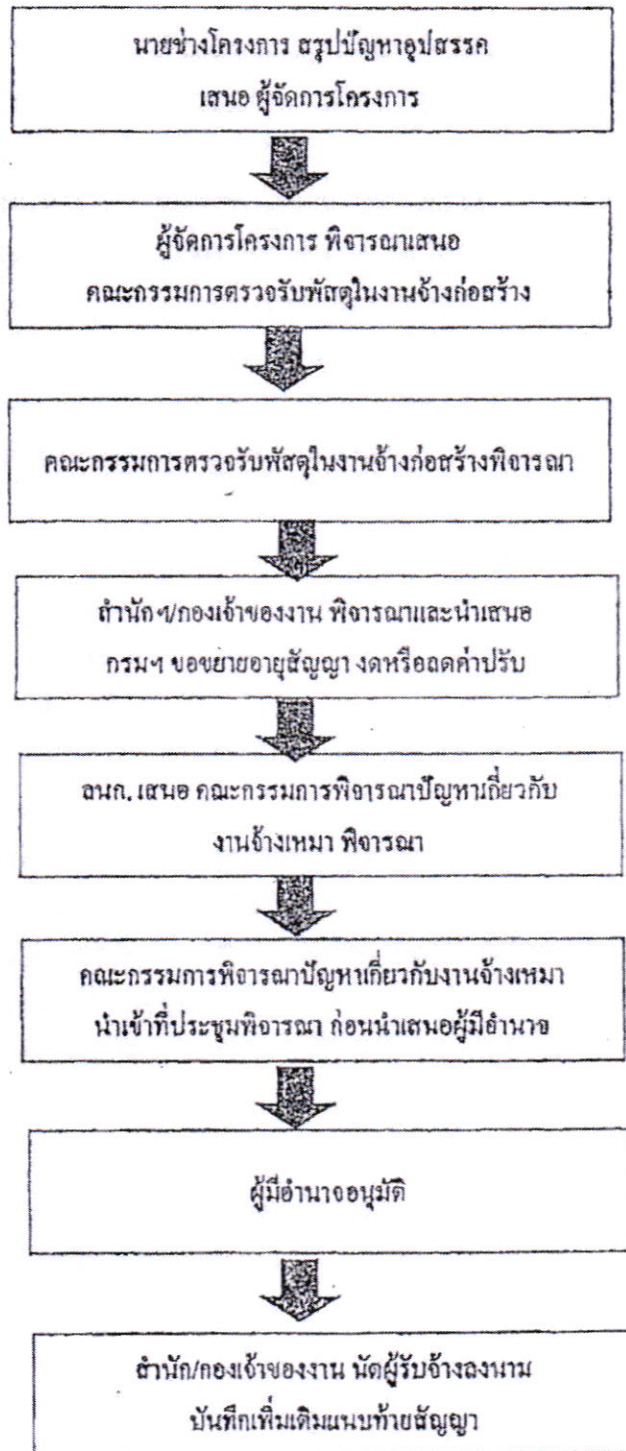 นายช่างโครงการ สรุปปัญหาอุปสรรค
เสนอ ผู้จัดการโครงการ
ผู้จัดการโครงการ พิจารณาเสนอ
คณะกรรมการตรวจรับพัสดุในงานจ้างก่อสร้าง
คณะกรรมการตรวจรับพัสดุในงานจ้างก่อสร้างพิจารณา
สำนักฯ/กองเจ้าของงาน พิจารณาและนำเสนอ
กรมฯ ขอขยายอายุสัญญา งดหรือลดค่าปรับ
ลนก. เสนอ คณะกรรมการพิจารณาปัญหาเกี่ยวกับ
งานจ้างเหมา พิจารณา
คณะกรรมการพิจารณาปัญหาเกี่ยวกับงานจ้างเหมา
นำเข้าที่ประชุมพิจารณา ก่อนนำเสนอผู้มีอำนาจ
ผู้มีอำนาจอนุมัติ
สำนัก/กองเจ้าของงาน นัดผู้รับจ้างลงนาม
บันทึกเพิ่มเติมแนบท้ายสัญญา